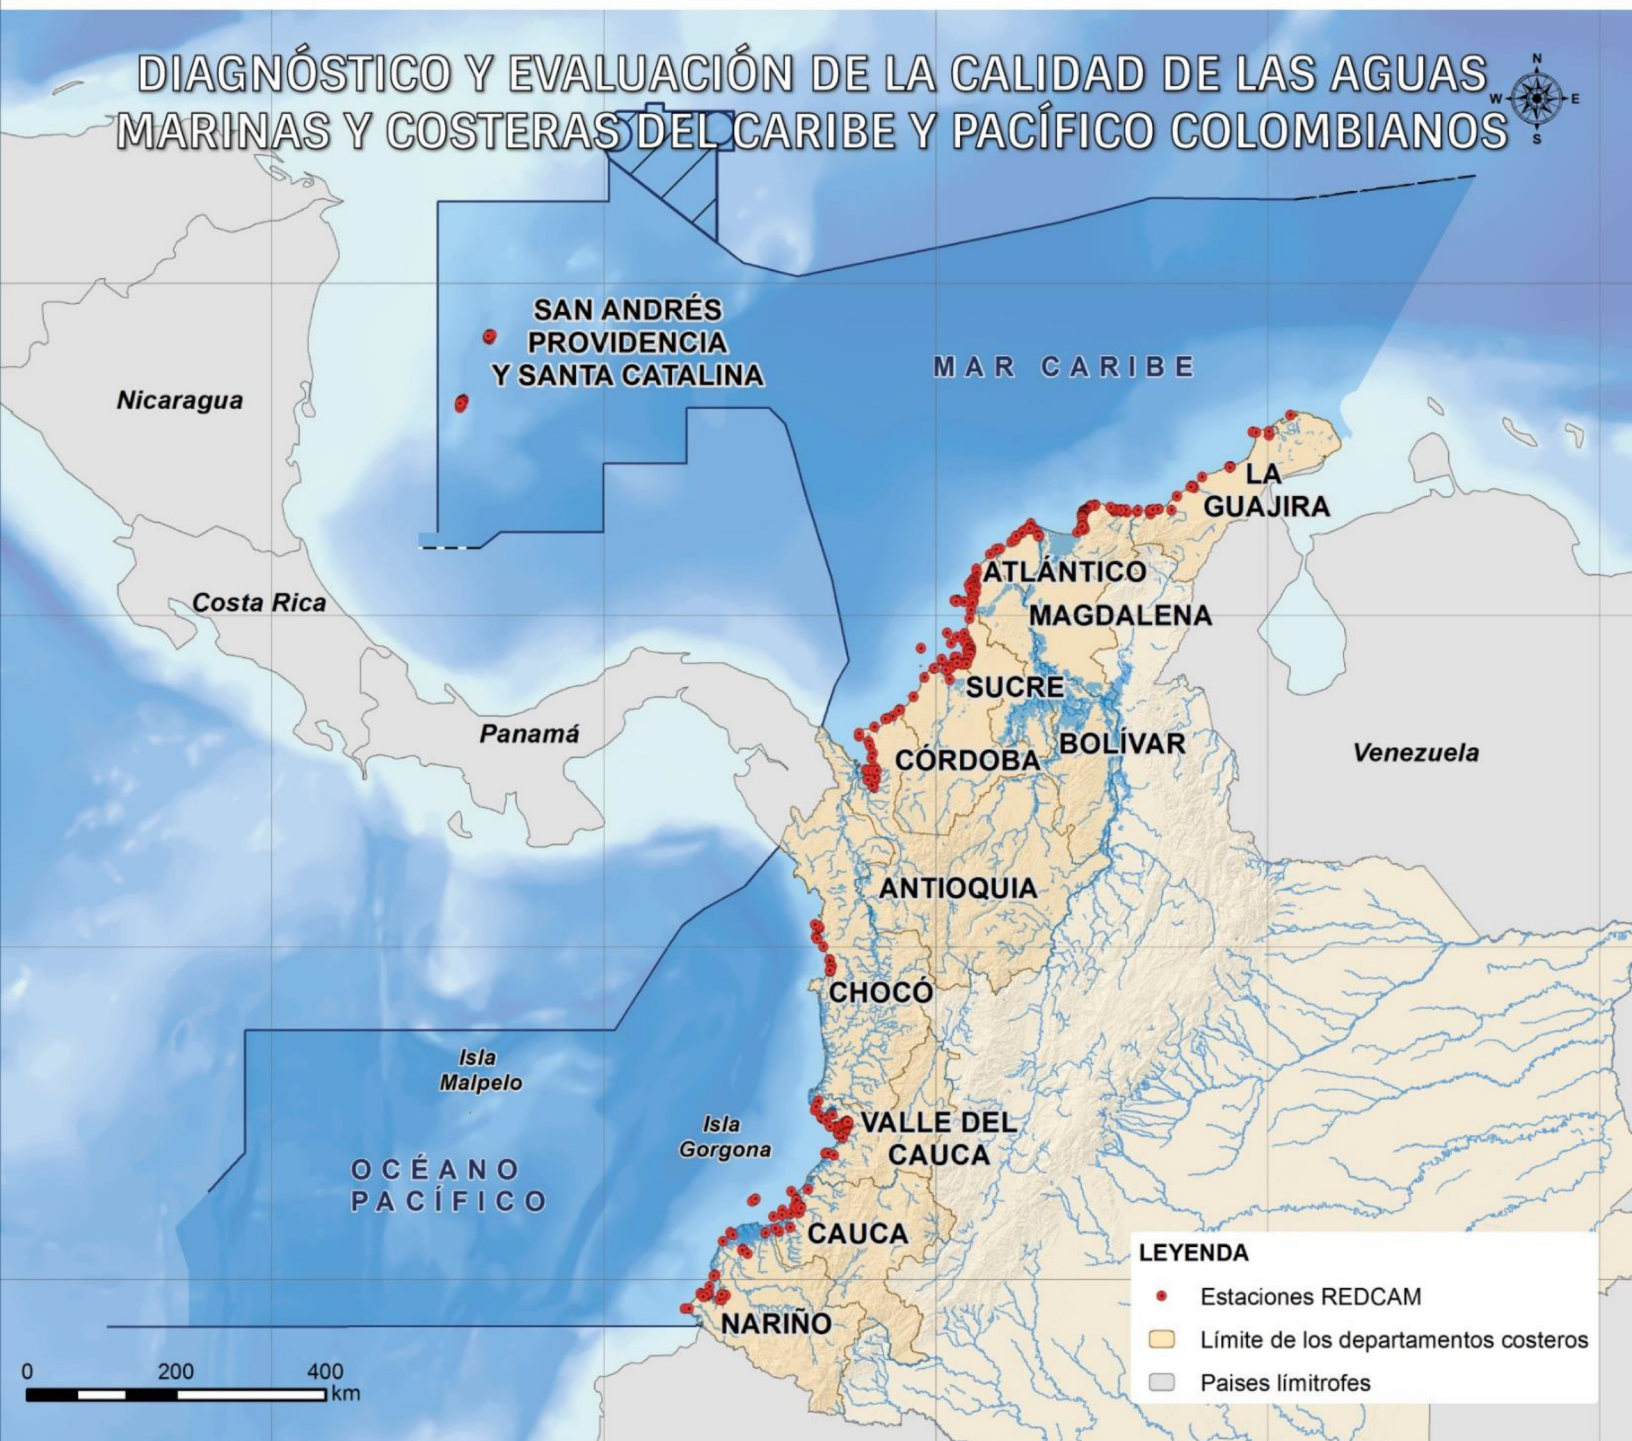 DIAGNÓSTICO Y EVALUACIÓN DE LA CALIDAD DE LAS AGUAS
MARINAS Y COSTERAS DEL CARIBE Y PACÍFICO COLOMBIANOS
N
W E
S
SAN ANDRÉS
PROVIDENCIA
Y SANTA CATALINA
MAR CARIBE
Nicaragua
LA
GUAJIRA
ATLÁNTICO
Costa Rica
MAGDALENA
SUCRE
Panamá
BOLÍVAR
CÓRDOBA
Venezuela
ANTIOQUIA
CHOCÓ
Isla
Malpelo
Isla
Gorgona
VALLE DEL
CAUCA
OCÉANO
PACÍFICO
CAUCA
NARIÑO
LEYENDA
Estaciones REDCAM
Límite de los departamentos costeros
Paises límitrofes
0 200 400
km